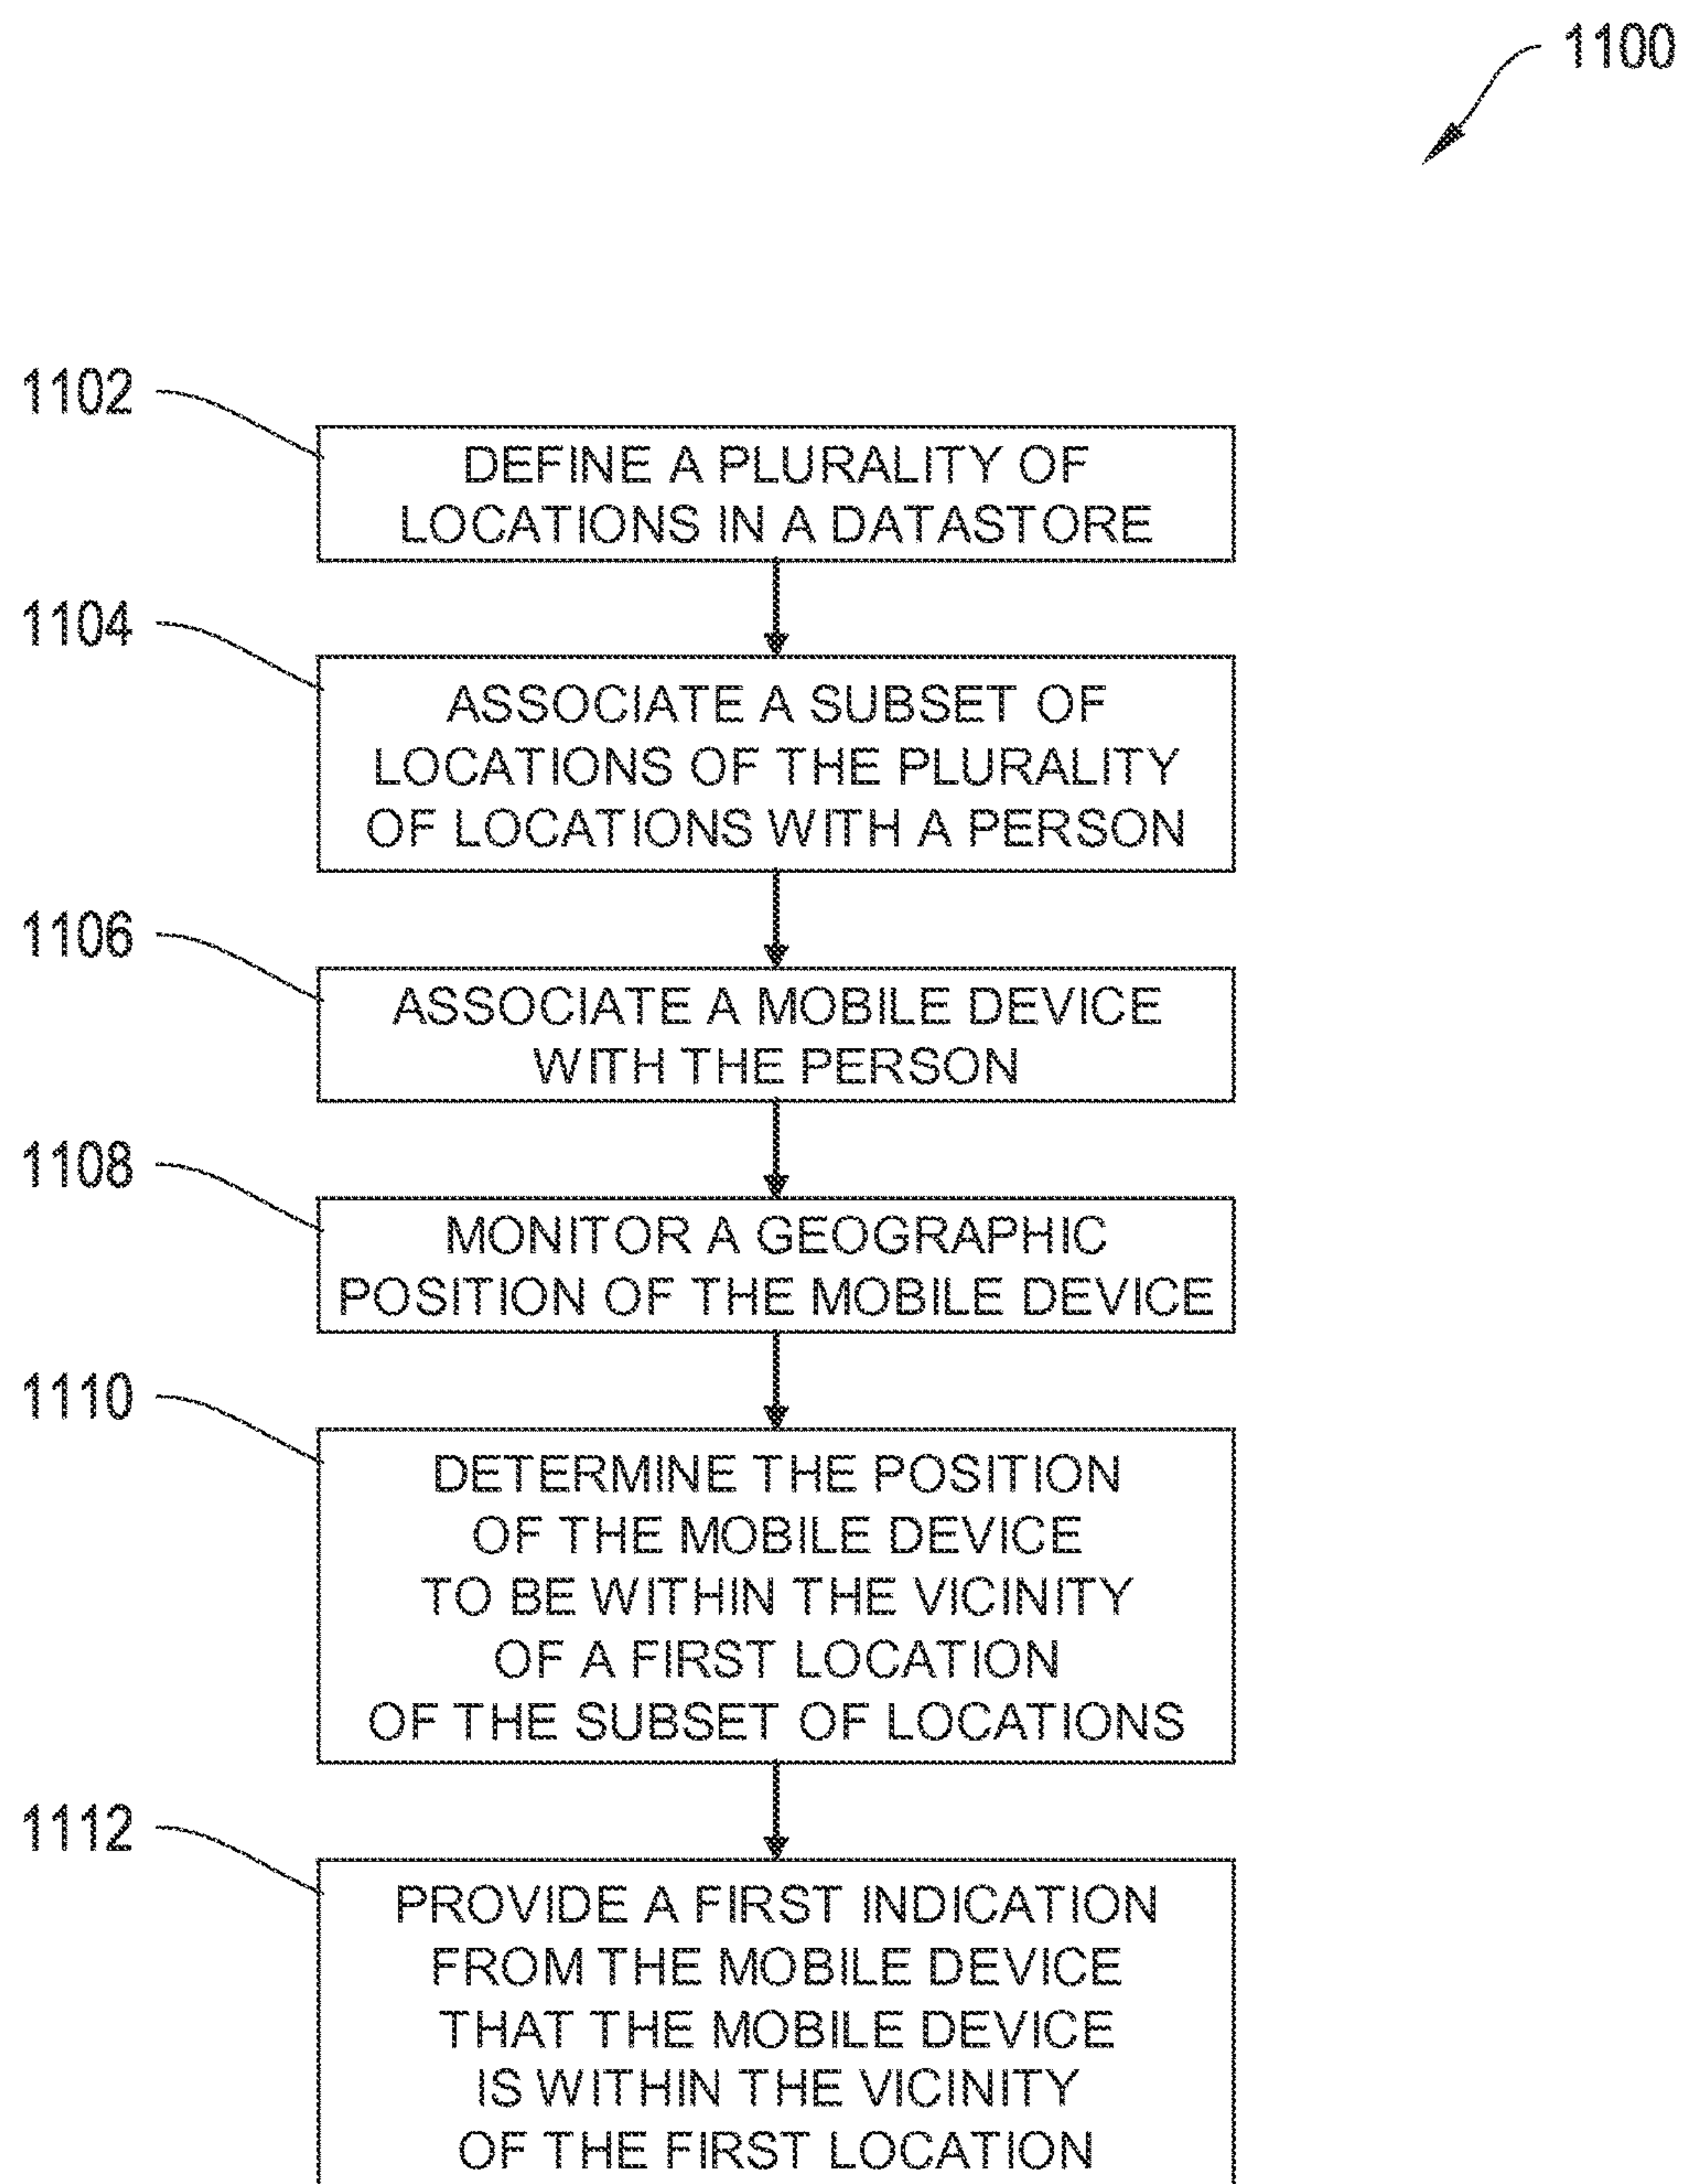 1100
1102
DEFINE A PLURALITY OF
LOCATIONS IN A DATASTORE
1104
ASSOCIATE A SUBSET OF
LOCATIONS OF THE PLURALITY
OF LOCATIONS WITH A PERSON
1106
ASSOCIATE A MOBILE DEVICE
WITH THE PERSON
1108
MONITOR A GEOGRAPHIC
POSITION OF THE MOBILE DEVICE
1110
DETERMINE THE POSITION
OF THE MOBILE DEVICE
TO BE WITHIN THE VICINITY
OF A FIRST LOCATION
OF THE SUBSET OF LOCATIONS
1112
PROVIDE A FIRST INDICATION
FROM THE MOBILE DEVICE
THAT THE MOBILE DEVICE
IS WITHIN THE VICINITY
OF THE FIRST LOCATION